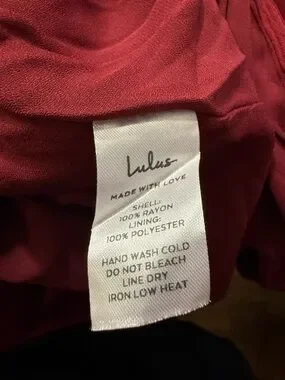 Lulus
MADE WITH LOVE
SHELL:
100% RAYON
LINING:
100% POLYESTER
HAND WASH COLD
DO NOT BLEACH
LINE DRY
IRON LOW HEAT